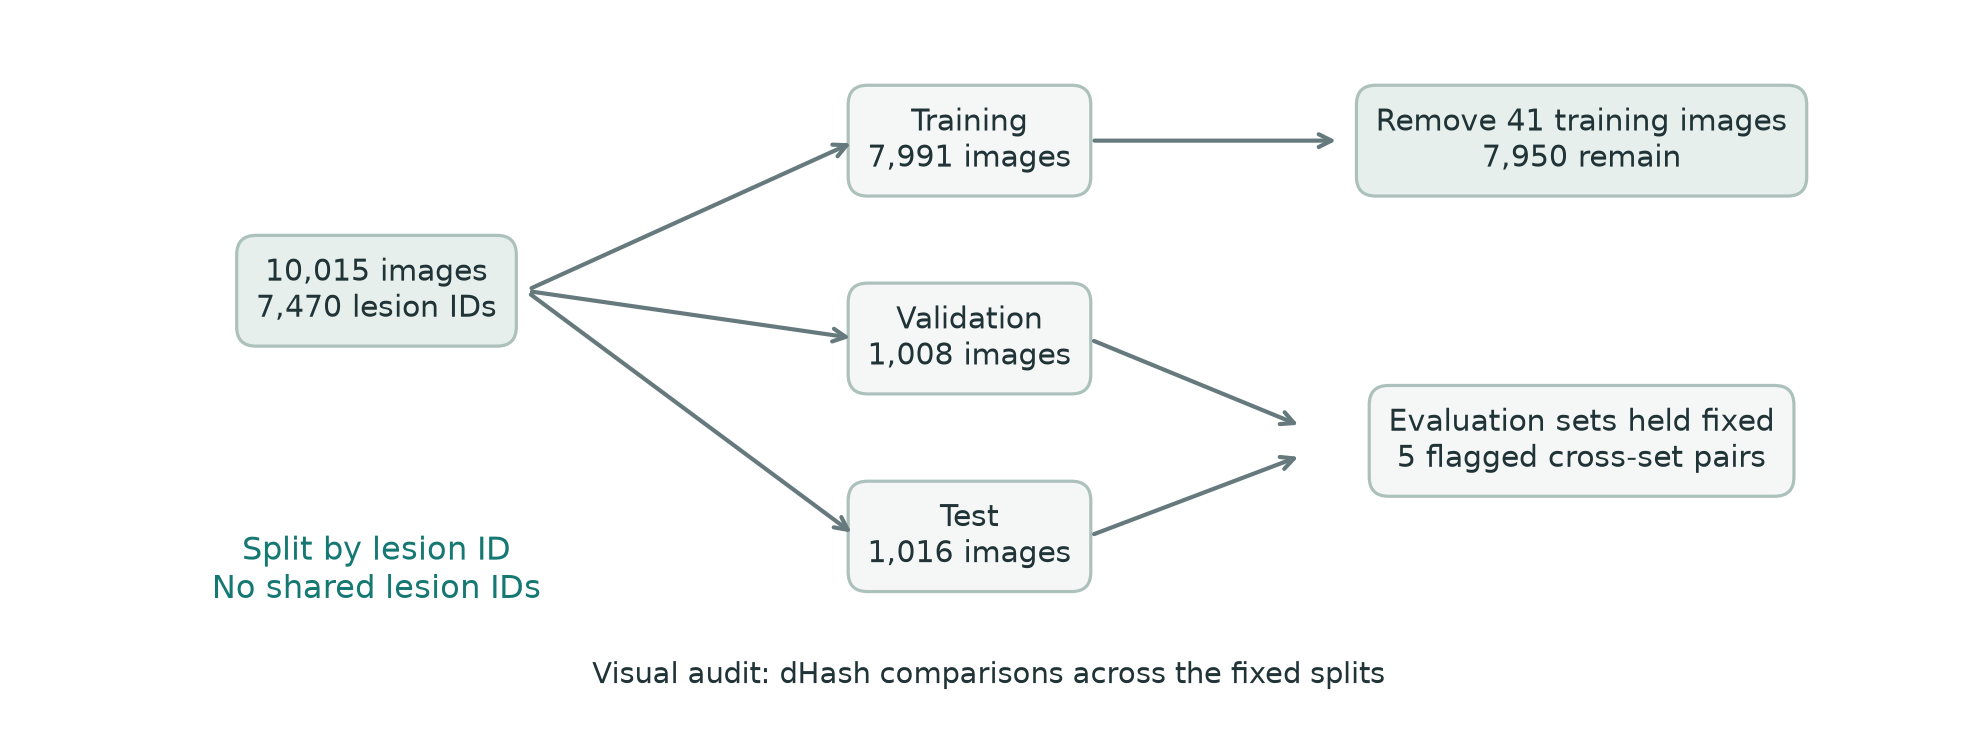 10,015 images
7,470 lesion IDs
Split by lesion ID
No shared lesion IDs
Training
7,991 images
Validation
1,008 images
Test
1,016 images
Remove 41 training images
7,950 remain
Evaluation sets held fixed
5 flagged cross-set pairs
Visual audit: dHash comparisons across the fixed splits